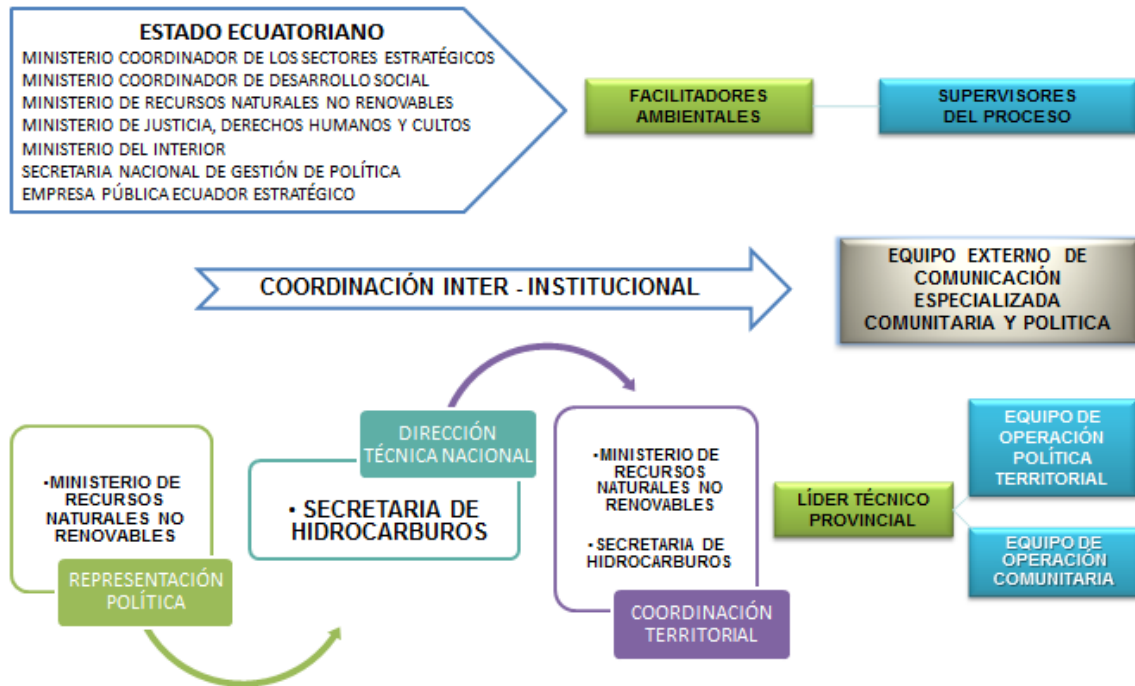 ESTADO ECUATORIANO
MINISTERIO COORDINADOR DE LOS SECTORES ESTRATÉGICOS
MINISTERIO COORDINADOR DE DESARROLLO SOCIAL
MINISTERIO DE RECURSOS NATURALES NO RENOVABLES
MINISTERIO DE JUSTICIA, DERECHOS HUMANOS Y CULTOS
MINISTERIO DEL INTERIOR
SECRETARIA NACIONAL DE GESTIÓN DE POLÍTICA
EMPRESA PÚBLICA ECUADOR ESTRATÉGICO
FACILITADORES
AMBIENTALES
SUPERVISORES
DEL PROCESO
COORDINACIÓN INTER - INSTITUCIONAL
EQUIPO EXTERNO DE
COMUNICACIÓN
ESPECIALIZADA
COMUNITARIA Y POLITICA
•MINISTERIO DE
RECURSOS
NATURALES NO
RENOVABLES
REPRESENTACIÓN
POLÍTICA
DIRECCIÓN
TÉCNICA NACIONAL
• SECRETARIA DE
HIDROCARBUROS
•MINISTERIO DE
RECURSOS
NATURALES NO
RENOVABLES
•SECRETARIA DE
HIDROCARBUROS
COORDINACIÓN
TERRITORIAL
LÍDER TÉCNICO
PROVINCIAL
EQUIPO DE
OPERACIÓN
POLÍTICA
TERRITORIAL
EQUIPO DE
OPERACIÓN
COMUNITARIA